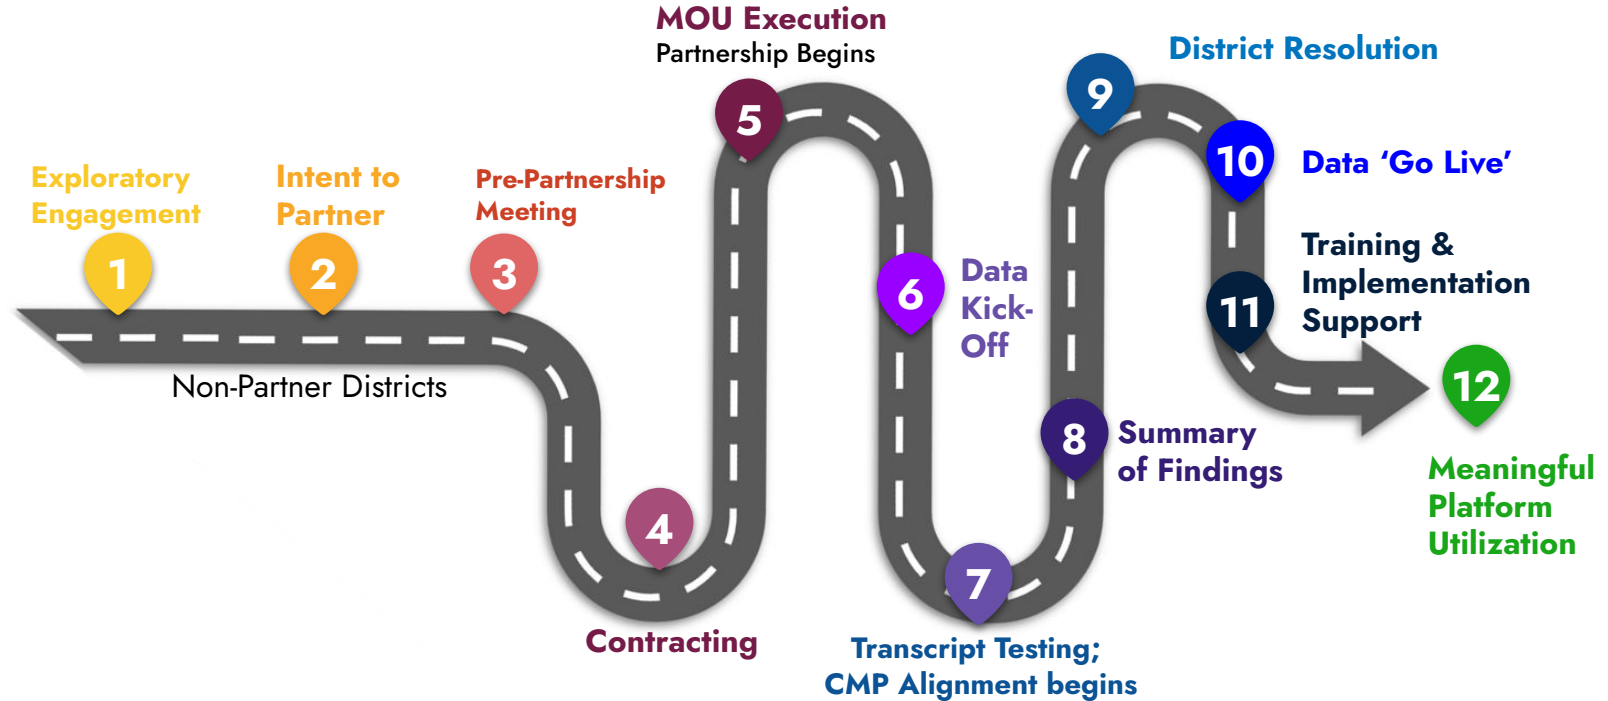 1
Exploratory
Engagement
2
Intent to
Partner
3
Pre-Partnership
Meeting
Non-Partner Districts
4
Contracting
5
MOU Execution
Partnership Begins
6
Data
Kick-
Off
7
Transcript Testing;
CMP Alignment begins
8
Summary
of Findings
9
District Resolution
10
Data ‘Go Live’
11
Training &
Implementation
Support
12
Meaningful
Platform
Utilization